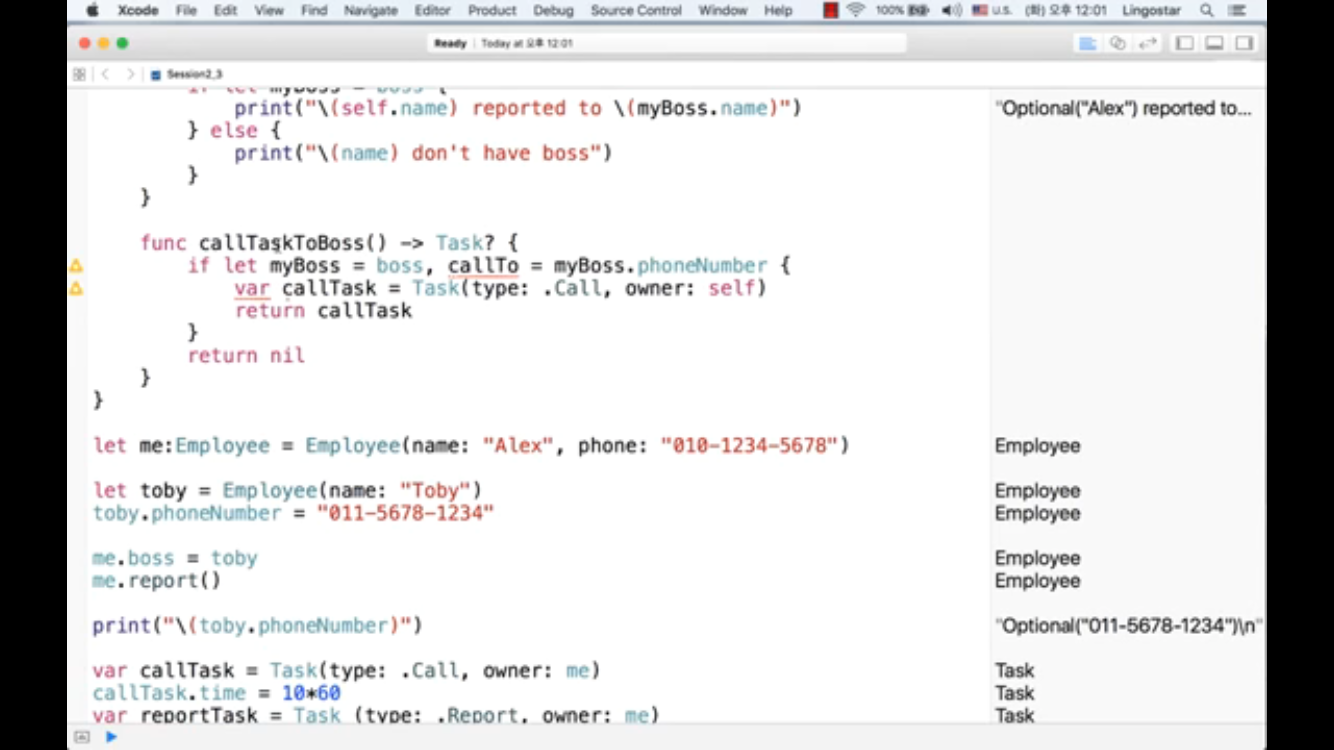 Xcode File Edit View Find Navigate Editor Product Debug Source Control Window Help 100% U.S. (화) 오후 12:01 Lingostar
Ready | Today at 오후 12:01
Session2_3
if let myBoss = boss {
print("\(self.name) reported to \(myBoss.name)") "Optional("Alex") reported to...
} else {
print("\(name) don't have boss")
}
}
func callTaskToBoss() -> Task? {
if let myBoss = boss, callTo = myBoss.phoneNumber {
var callTask = Task(type: .Call, owner: self)
return callTask
}
return nil
}
}
let me:Employee = Employee(name: "Alex", phone: "010-1234-5678") Employee
let toby = Employee(name: "Toby") Employee
toby.phoneNumber = "011-5678-1234" Employee
me.boss = toby Employee
me.report() Employee
print("\(toby.phoneNumber)") "Optional("011-5678-1234")\n"
var callTask = Task(type: .Call, owner: me) Task
callTask.time = 10*60 Task
var reportTask = Task (type: .Report, owner: me) Task